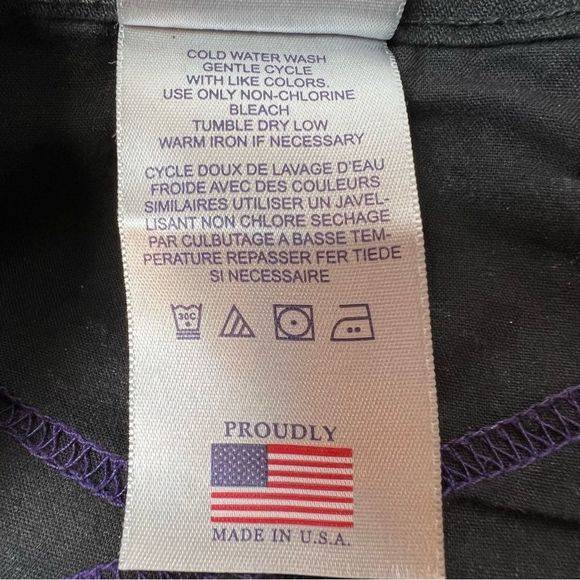 COLD WATER WASH
GENTLE CYCLE
WITH LIKE COLORS.
USE ONLY NON-CHLORINE
BLEACH
TUMBLE DRY LOW
WARM IRON IF NECESSARY
CYCLE DOUX DE LAVAGE D'EAU
FROIDE AVEC DES COULEURS
SIMILAIRES UTILISER UN JAVEL-
LISANT NON CHLORE SECHAGE
PAR CULBUTAGE A BASSE TEM-
PERATURE REPASSER FER TIEDE
SI NECESSAIRE
30C
PROUDLY
MADE IN U.S.A.